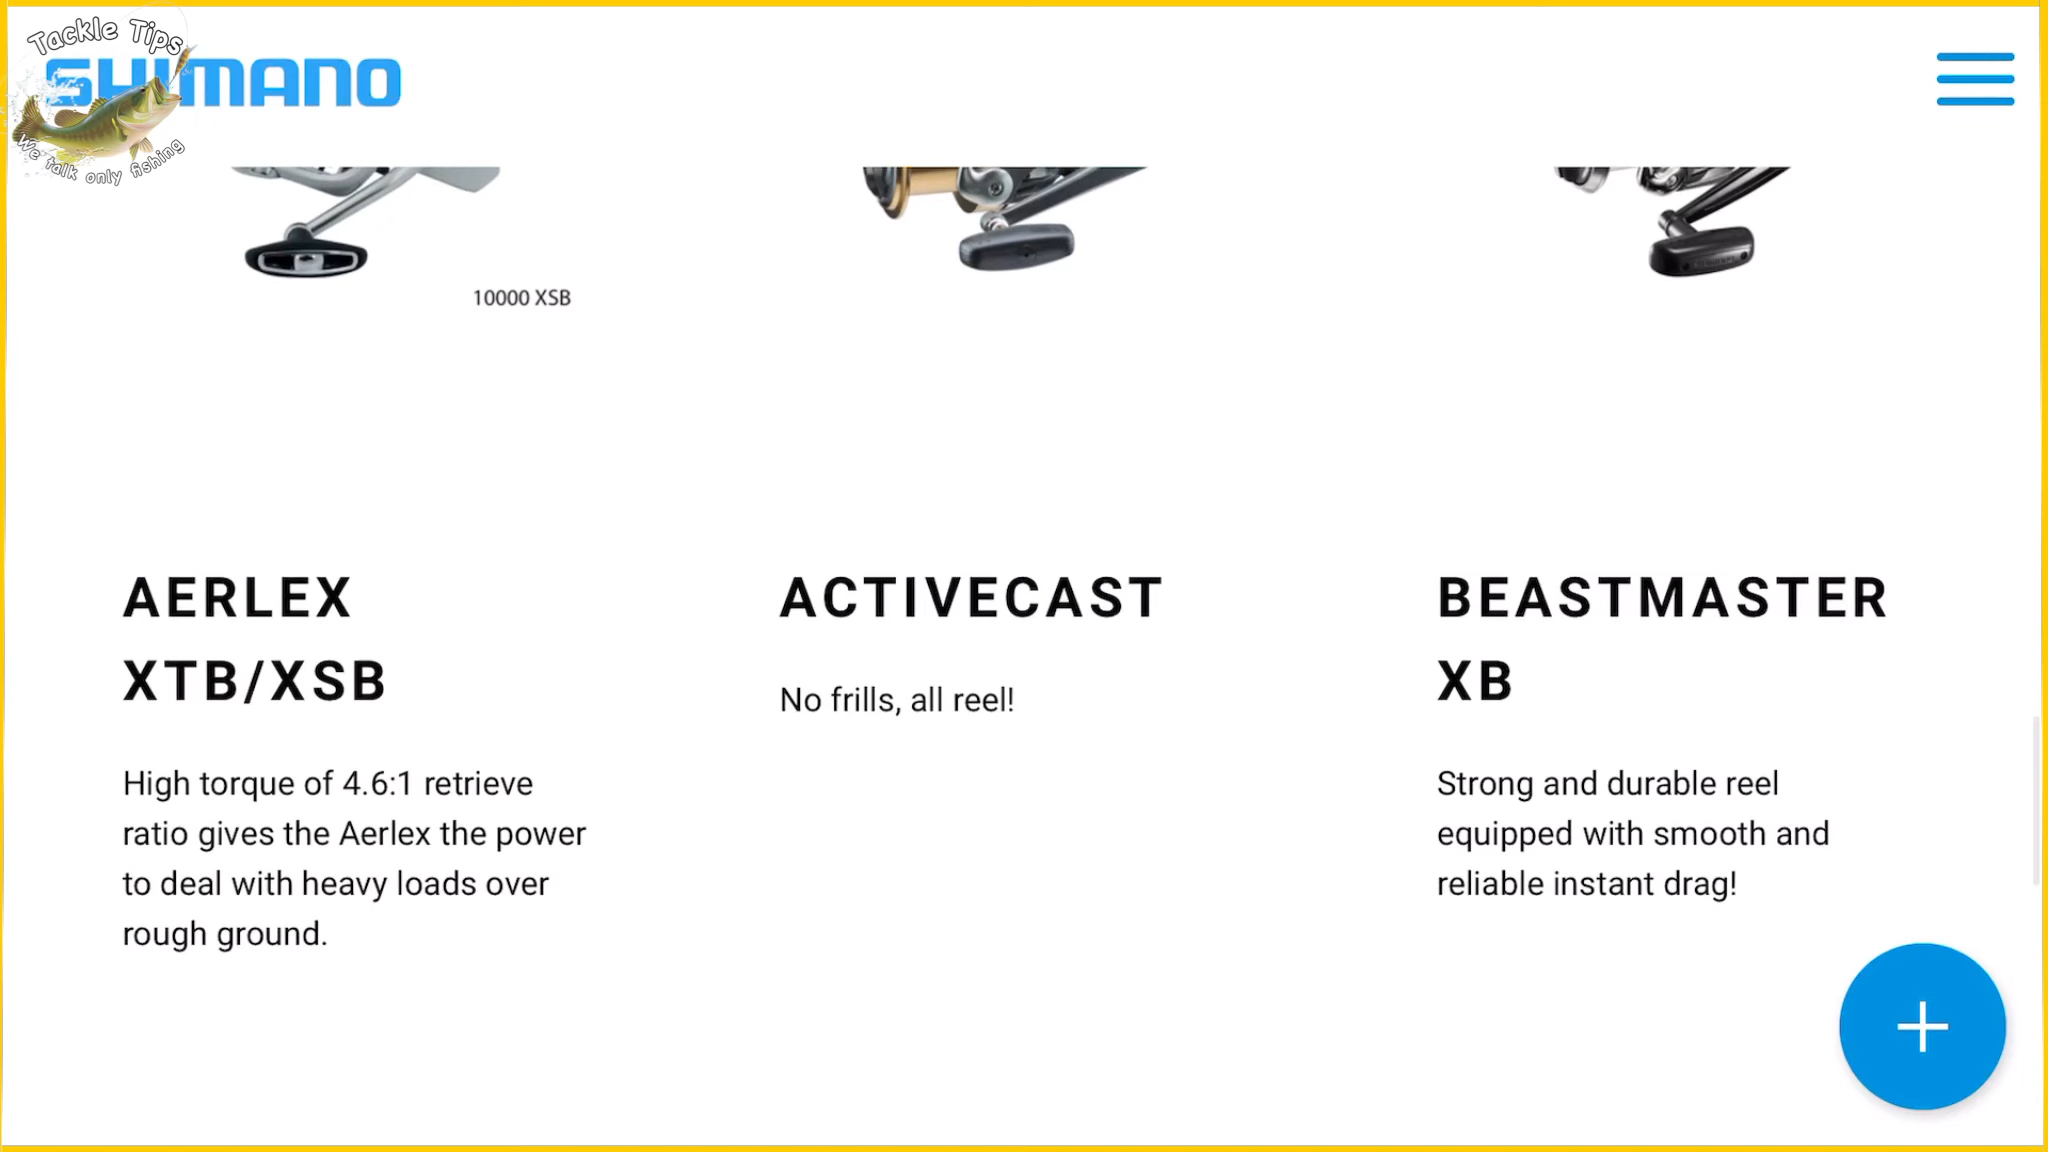 Tackle Tips
SHIMANO
We talk only fishing
10000 XSB
AERLEX
XTB/XSB
High torque of 4.6:1 retrieve
ratio gives the Aerlex the power
to deal with heavy loads over
rough ground.
ACTIVECAST
No frills, all reel!
BEASTMASTER
XB
Strong and durable reel
equipped with smooth and
reliable instant drag!